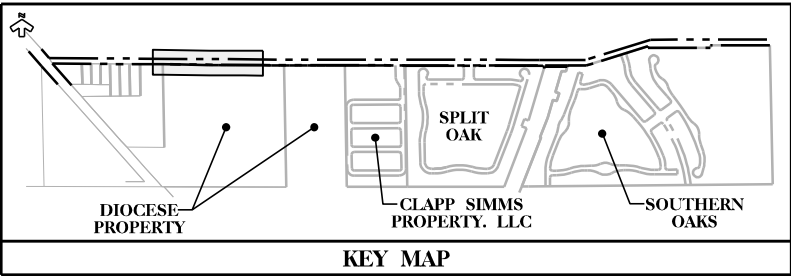 N
SPLIT
OAK
DIOCESE
PROPERTY
CLAPP SIMMS
PROPERTY. LLC
SOUTHERN
OAKS
KEY MAP